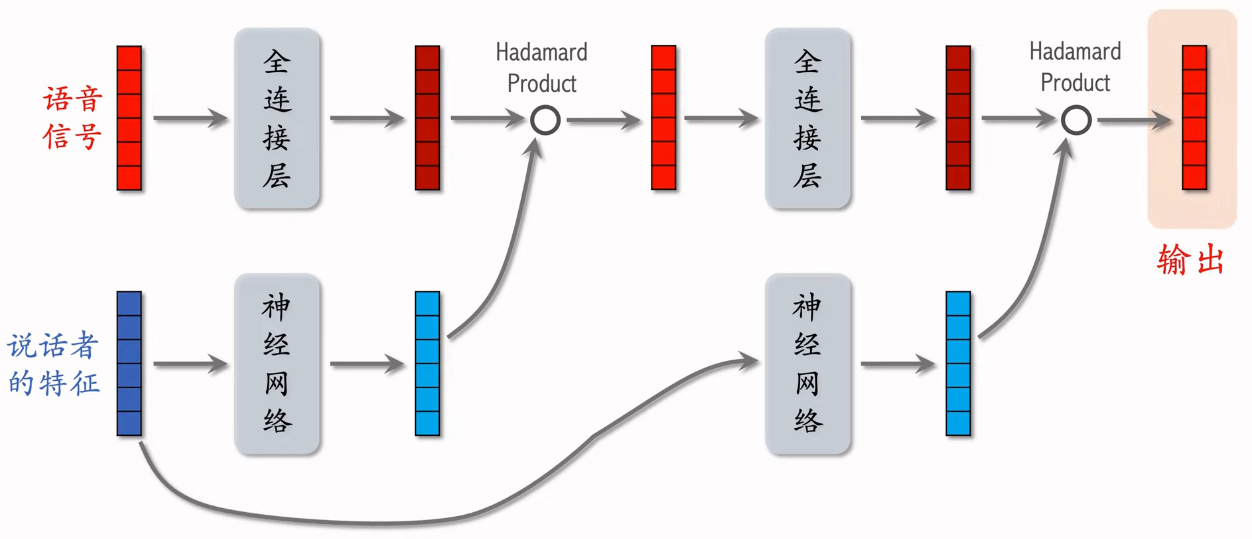 语音
信号
全
连
接
层
Hadamard
Product
全
连
接
层
Hadamard
Product
输出
说话者
的特征
神
经
网
络
神
经
网
络